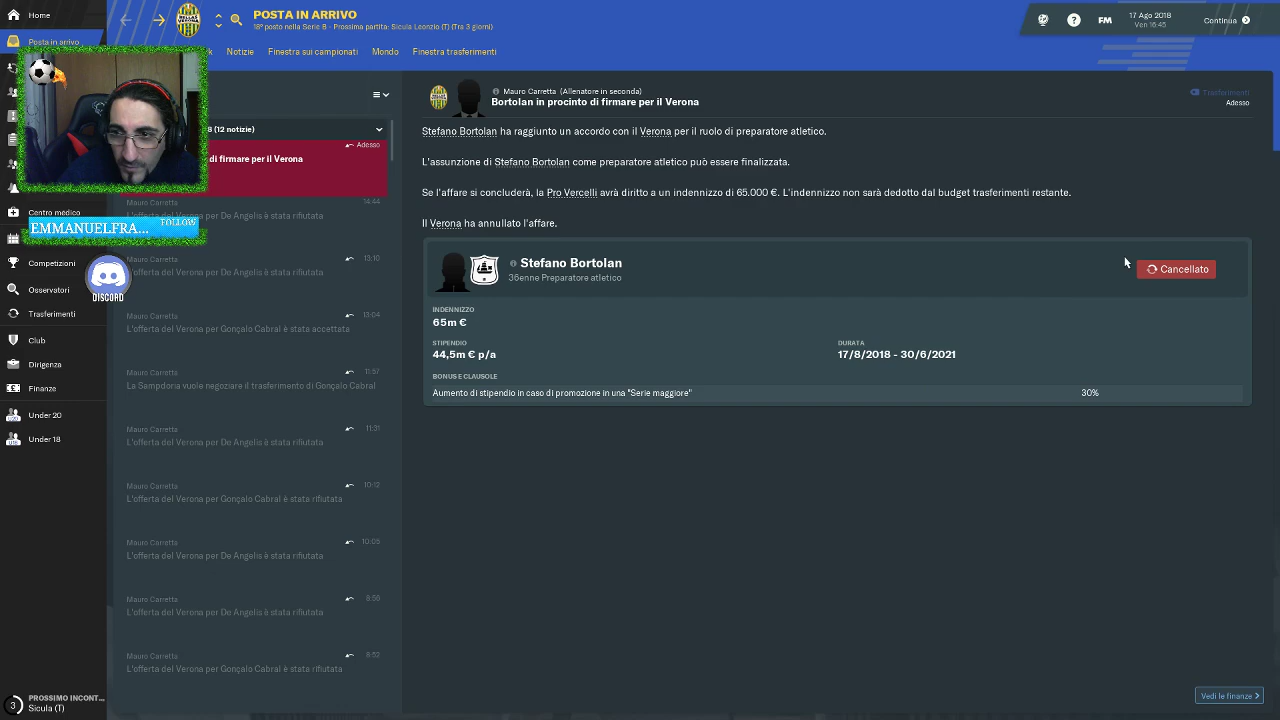 Home
POSTA IN ARRIVO
18° posto nella Serie B - Prossima partita: Sicula Leonzio (T) (Tra 3 giorni)
FM
17 Ago 2018
Ven 16:45
Continua
Posta in arrivo
Notizie
Finestra sui campionati
Mondo
Finestra trasferimenti
8 (12 notizie)
Adesso
di firmare per il Verona
Mauro Carretta
14:44
L'offerta del Verona per De Angelis è stata rifiutata
Mauro Carretta
13:10
L'offerta del Verona per De Angelis è stata rifiutata
Mauro Carretta
13:04
L'offerta del Verona per Gonçalo Cabral è stata accettata
Mauro Carretta
11:57
La Sampdoria vuole negoziare il trasferimento di Gonçalo Cabral
Mauro Carretta
11:31
L'offerta del Verona per De Angelis è stata rifiutata
Mauro Carretta
10:12
L'offerta del Verona per Gonçalo Cabral è stata rifiutata
Mauro Carretta
10:05
L'offerta del Verona per De Angelis è stata rifiutata
Mauro Carretta
8:56
L'offerta del Verona per De Angelis è stata rifiutata
Mauro Carretta
8:52
L'offerta del Verona per Gonçalo Cabral è stata rifiutata
Centro medico
EMMANUELFRA...
FOLLOW
Competizioni
DISCORD
Osservatori
Trasferimenti
Club
Dirigenza
Finanze
Under 20
Under 18
PROSSIMO INCONT...
3
Sicula (T)
Mauro Carretta (Allenatore in seconda)
Bortolan in procinto di firmare per il Verona
Trasferimenti
Adesso
Stefano Bortolan ha raggiunto un accordo con il Verona per il ruolo di preparatore atletico.
L'assunzione di Stefano Bortolan come preparatore atletico può essere finalizzata.
Se l'affare si concluderà, la Pro Vercelli avrà diritto a un indennizzo di 65.000 €. L'indennizzo non sarà dedotto dal budget trasferimenti restante.
Il Verona ha annullato l'affare.
Stefano Bortolan
36enne Preparatore atletico
Cancellato
INDENNIZZO
65m €
STIPENDIO
44,5m € p/a
DURATA
17/8/2018 - 30/6/2021
BONUS E CLAUSOLE
Aumento di stipendio in caso di promozione in una "Serie maggiore"
30%
Vedi le finanze